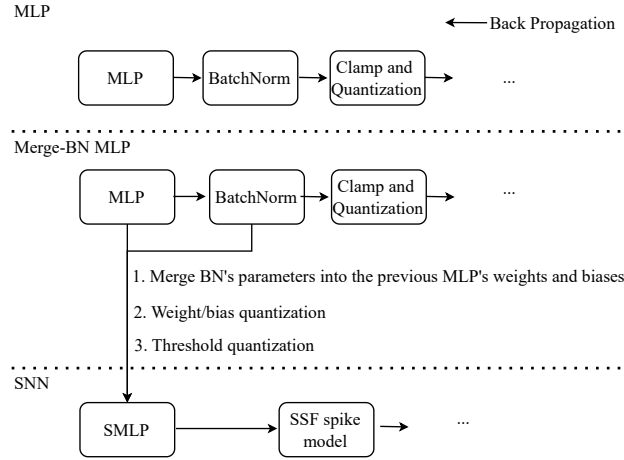 MLP
Back Propagation
MLP
BatchNorm
Clamp and
Quantization
...
Merge-BN MLP
MLP
BatchNorm
Clamp and
Quantization
...
1. Merge BN's parameters into the previous MLP's weights and biases
2. Weight/bias quantization
3. Threshold quantization
SNN
SMLP
SSF spike
model
...